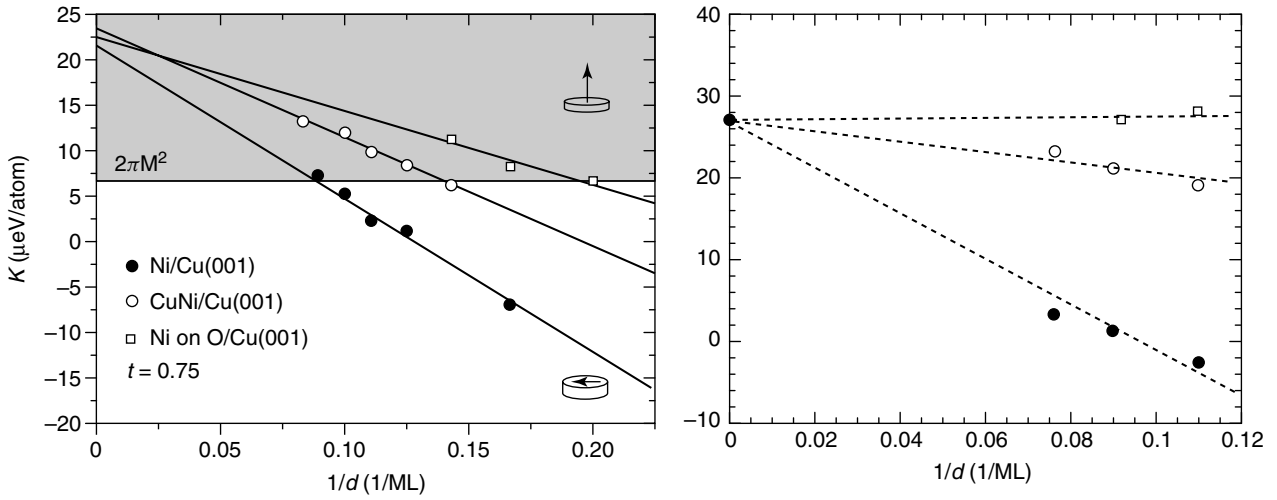 25
20
15
10
5
0
−5
−10
−15
−20
K (μeV/atom)
2πM²
Ni/Cu(001)
CuNi/Cu(001)
Ni on O/Cu(001)
t = 0.75
0 0.05 0.10 0.15 0.20
1/d (1/ML)
40
30
20
10
0
−10
0 0.02 0.04 0.06 0.08 0.1 0.12
1/d (1/ML)